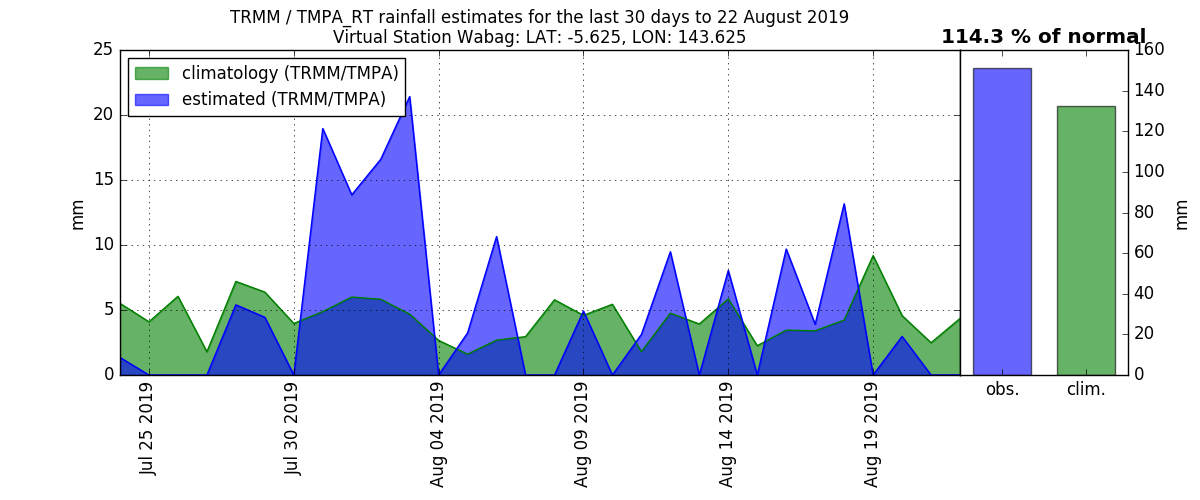 TRMM / TMPA_RT rainfall estimates for the last 30 days to 22 August 2019
Virtual Station Wabag: LAT: -5.625, LON: 143.625
114.3 % of normal
climatology (TRMM/TMPA)
estimated (TRMM/TMPA)
25
20
15
10
5
0
mm
Jul 25 2019
Jul 30 2019
Aug 04 2019
Aug 09 2019
Aug 14 2019
Aug 19 2019
160
140
120
100
80
60
40
20
0
mm
obs.
clim.